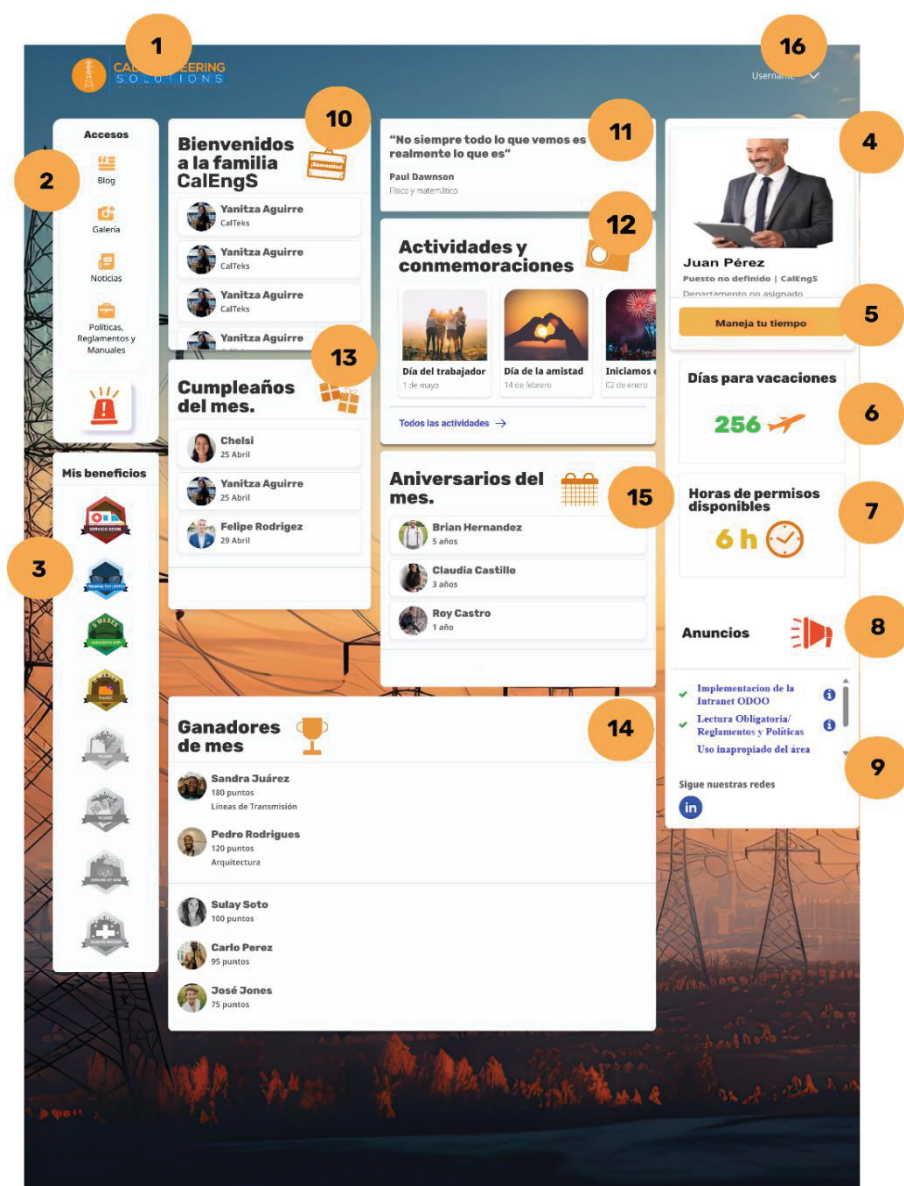 1
16
SOLUTIONS
Username
10
11
4
2
Accesos
Blog
Galería
Noticias
Políticas,
Reglamentos y
Manuales
Bienvenidos
a la familia
CalEngS
¡Bienvenidos!
Yanitza Aguirre
CalTeks
Yanitza Aguirre
CalTeks
Yanitza Aguirre
CalTeks
Yanitza Aguirre
“No siempre todo lo que vemos es
realmente lo que es”
Paul Dawnson
Físico y matemático
12
Actividades y
conmemoraciones
Día del trabajador
1 de mayo
Día de la amistad
14 de febrero
Iniciamos
02 de enero
Todos las actividades
Juan Pérez
Puesto no definido | CalEngS
Departamento no asignado
5
Maneja tu tiempo
6
Días para vacaciones
256
7
Horas de permisos
disponibles
6 h
13
Cumpleaños
del mes.
Chelsi
25 Abril
Yanitza Aguirre
25 Abril
Felipe Rodrigez
29 Abril
15
Aniversarios del
mes.
Brian Hernandez
5 años
Claudia Castillo
3 años
Roy Castro
1 año
3
Mis beneficios
6 MESES
8
Anuncios
Implementacion de la
Intranet ODOO
Lectura Obligatoria/
Reglamentos y Políticas
Uso inapropiado del área
9
Sigue nuestras redes
in
14
Ganadores
de mes
Sandra Juárez
180 puntos
Líneas de Transmisión
Pedro Rodrigues
120 puntos
Arquitectura
Sulay Soto
100 puntos
Carlo Perez
95 puntos
José Jones
75 puntos